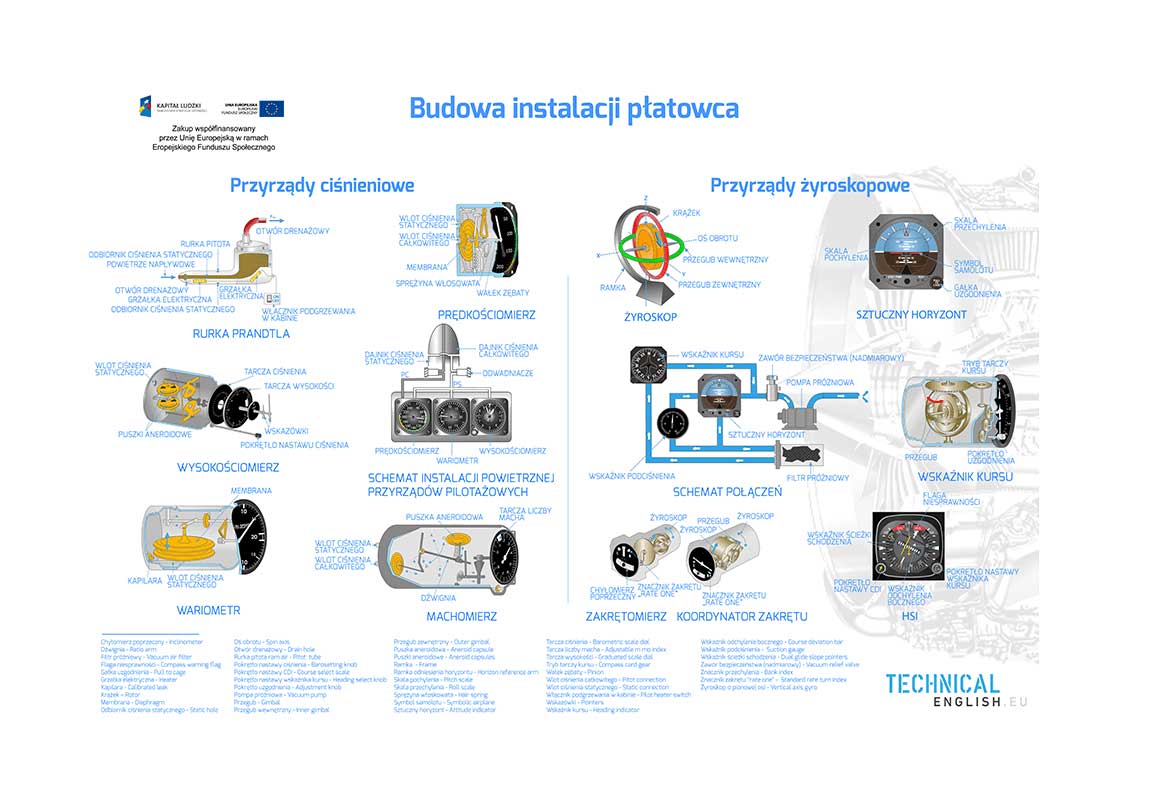 KAPITAŁ LUDZKI
UNIA EUROPEJSKA
EUROPEJSKI
FUNDUSZ SPOŁECZNY
Zakup współfinansowany
przez Unię Europejską w ramach
Eropejskiego Funduszu Społecznego
Budowa instalacji płatowca
Przyrządy ciśnieniowe
OTWÓR DRENAŻOWY
RURKA PITOTA
ODBIORNIK CIŚNIENIA STATYCZNEGO
POWIETRZE NAPŁYWOWE
OTWÓR DRENAŻOWY
GRZAŁKA ELEKTRYCZNA
ODBIORNIK CIŚNIENIA STATYCZNEGO
GRZAŁKA
ELEKTRYCZNA
WŁĄCZNIK PODGRZEWANIA
W KABINIE
RURKA PRANDTLA
WLOT CIŚNIENIA
STATYCZNEGO
WLOT CIŚNIENIA
CAŁKOWITEGO
MEMBRANA
SPRĘŻYNA WŁOSOWATA
WAŁEK ZĘBATY
PRĘDKOŚCIOMIERZ
WLOT CIŚNIENIA
STATYCZNEGO
TARCZA CIŚNIENIA
TARCZA WYSOKOŚCI
WSKAZÓWKI
POKRĘTŁO NASTAWU CIŚNIENIA
PUSZKI ANEROIDOWE
WYSOKOŚCIOMIERZ
DAJNIK CIŚNIENIA
STATYCZNEGO
DAJNIK CIŚNIENIA
CAŁKOWITEGO
ODWADNIACZE
PC
PS
PRĘDKOŚCIOMIERZ
WYSOKOŚCIOMIERZ
WARIOMETR
SCHEMAT INSTALACJI POWIETRZNEJ
PRZYRZĄDÓW PILOTAŻOWYCH
MEMBRANA
KAPILARA
WLOT CIŚNIENIA
STATYCZNEGO
WARIOMETR
PUSZKA ANEROIDOWA
TARCZA LICZBY
MACHA
WLOT CIŚNIENIA
STATYCZNEGO
WLOT CIŚNIENIA
CAŁKOWITEGO
DŹWIGNIA
MACHOMIERZ
Przyrządy żyroskopowe
Z
KRĄŻEK
OŚ OBROTU
X
PRZEGUB WEWNĘTRZNY
Y
PRZEGUB ZEWNĘTRZNY
RAMKA
ŻYROSKOP
SKALA
PRZECHYLENIA
SKALA
POCHYLENIA
SYMBOL
SAMOLOTU
GAŁKA
UZGODNIENIA
SZTUCZNY HORYZONT
WSKAŹNIK KURSU
ZAWÓR BEZPIECZEŃSTWA (NADMIAROWY)
POMPA PRÓŻNIOWA
SZTUCZNY HORYZONT
WSKAŹNIK PODCIŚNIENIA
FILTR PRÓŻNIOWY
SCHEMAT POŁĄCZEŃ
TRYB TARCZY
KURSU
PRZEGUB
POKRĘTŁO
UZGODNIENIA
WSKAŹNIK KURSU
ŻYROSKOP
CHYŁOMIERZ
POPRZECZNY
ZNACZNIK ZAKRĘTU
„RATE ONE”
ZAKRĘTOMIERZ
PRZEGUB
ŻYROSKOPU
ŻYROSKOP
ZNACZNIK ZAKRĘTU
„RATE ONE”
KOORDYNATOR ZAKRĘTU
FLAGA
NIESPRAWNOŚCI
WSKAŹNIK ŚCIEŻKI
SCHODZENIA
POKRĘTŁO
NASTAWY CDI
WSKAŹNIK
ODCHYLENIA
BOCZNEGO
POKRĘTŁO NASTAWY
WSKAŹNIKA
KURSU
HSI
Chyłomierz poprzeczny - Inclinometer
Dźwignia - Ratio arm
Filtr próżniowy - Vacuum air filter
Flaga niesprawności - Compass warning flag
Gałka uzgodnienia - Pull to cage
Grzałka elektryczna - Heater
Kapilara - Calibrated leak
Krążek - Rotor
Membrana - Diaphragm
Odbiornik ciśnienia statycznego - Static hole
Oś obrotu - Spin axis
Otwór drenażowy - Drain hole
Rurka pitota ram air - Pitot tube
Pokrętło nastawy ciśnienia - Barosetting knob
Pokrętło nastawy CDI - Course select scale
Pokrętło nastawy wskaźnika kursu - Heading select knob
Pokrętło uzgodnienia - Adjustment knob
Pompa próżniowa - Vacuum pump
Przegub - Gimbal
Przegub wewnętrzny - Inner gimbal
Przegub zewnętrzny - Outer gimbal
Puszka aneroidowa - Aneroid capsule
Puszki aneroidowe - Aneroid capsules
Ramka - Frame
Ramka odniesienia horyzontu - Horizon reference arm
Skala pochylenia - Pitch scale
Skala przechylenia - Roll scale
Sprężyna włoskowata - Hair spring
Symbol samolotu - Symbolic airplane
Sztuczny horyzont - Attitude indicator
Tarcza ciśnienia - Barometric scale dial
Tarcza liczby macha - Adjustable m mo index
Tarcza wysokości - Graduated scale dial
Tryb tarczy kursu - Compass card gear
Wałek zębaty - Pinion
Wlot ciśnienia całkowitego - Pitot connection
Wlot ciśnienia statycznego - Static connection
Włącznik podgrzewania w kabinie - Pilot heater switch
Wskazówki - Pointers
Wskaźnik kursu - Heading indicator
Wskaźnik odchylenia bocznego - Course deviation bar
Wskaźnik podciśnienia - Suction gauge
Wskaźnik ścieżki schodzenia - Dual glide slope pointers
Zawór bezpieczeństwa (nadmiarowy) - Vacuum relief valve
Znacznik przechylenia - Bank index
Znacznik zakrętu "rate one" - Standard rate turn index
Żyroskop o pionowej osi - Vertical axis gyro
TECHNICAL
ENGLISH.EU